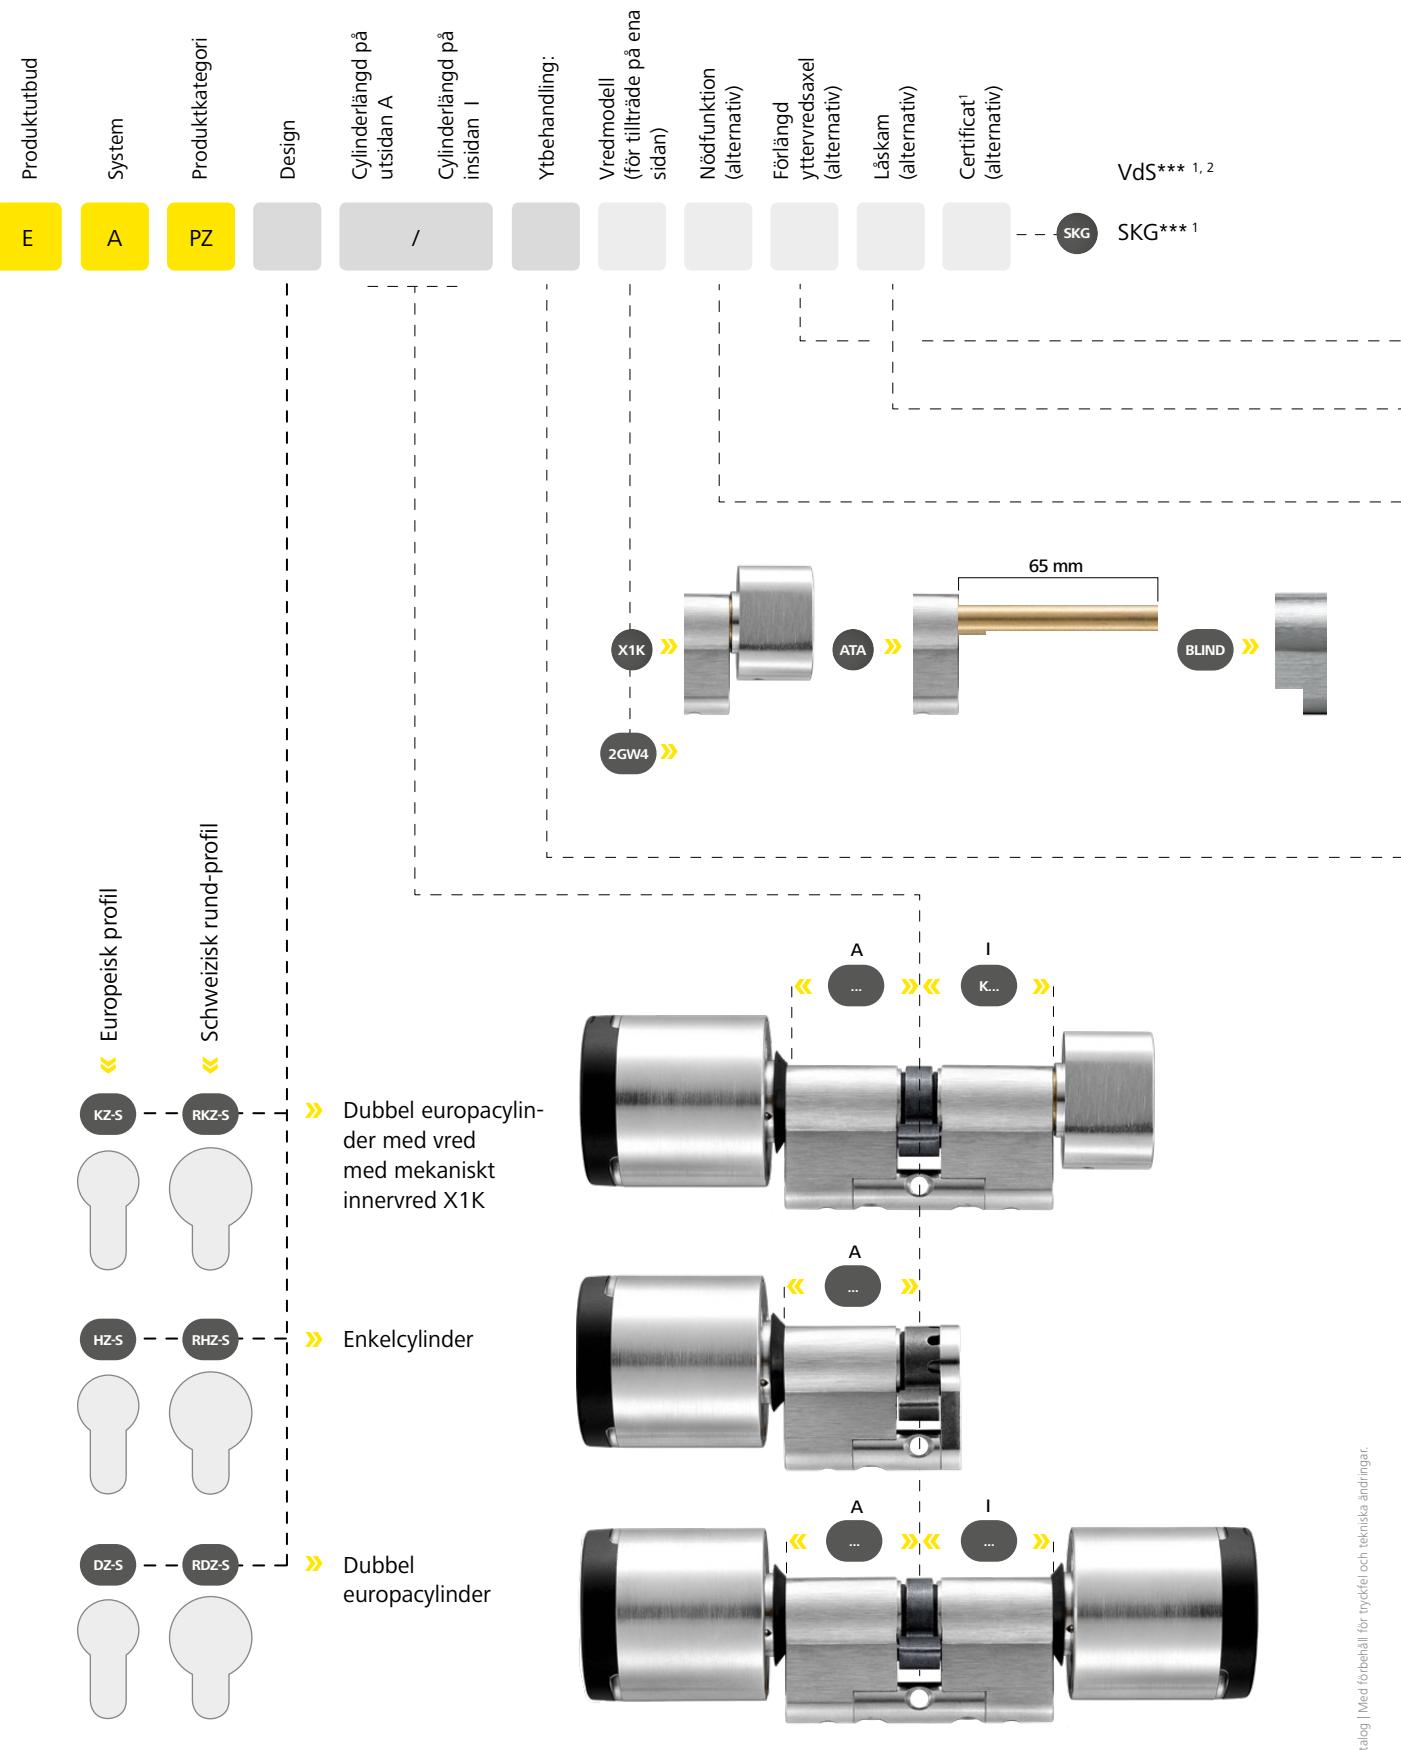 Produktutbud
System
Produktkategori
Design
Cylinderlängd på
utsidan A
Cylinderlängd på
insidan I
Ytbehandling:
Vredmodell
(för tillträde på ena
sidan)
Nödfunktion
(alternativ)
Förlängd
yttervredsaxel
(alternativ)
Låskam
(alternativ)
Certificat¹
(alternativ)
VdS*** 1, 2
E
A
PZ
/
SKG
SKG*** 1
65 mm
X1K
ATA
BLIND
2GW4
Europeisk profil
Schweizisk rund-profil
A
I
...
K...
KZ-S
RKZ-S
Dubbel europacylin-
der med vred
med mekaniskt
innervred X1K
A
...
HZ-S
RHZ-S
Enkelcylinder
A
I
...
...
DZ-S
RDZ-S
Dubbel
europacylinder
talog | Med förbehåll för tryckfel och tekniska ändringar.